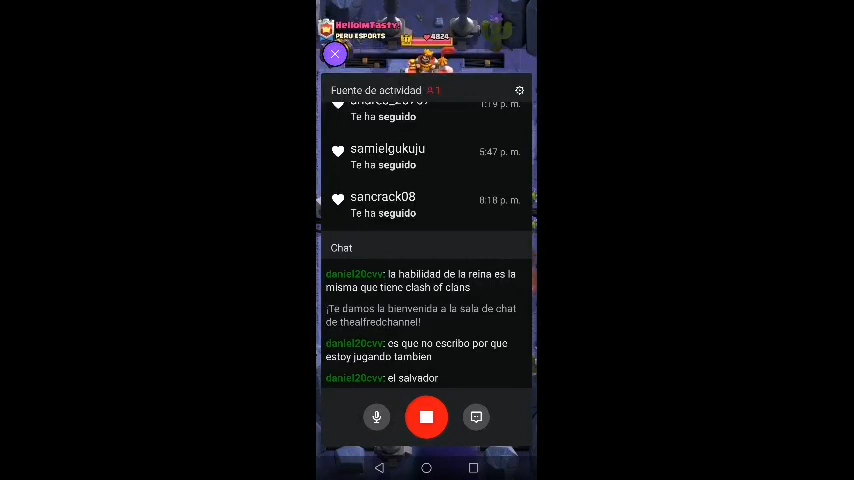 HelloImTasty:
PERU ESPORTS
4824
Fuente de actividad 1
1:19 p. m.
Te ha seguido
samielgukuju 5:47 p. m.
Te ha seguido
sancrack08 8:18 p. m.
Te ha seguido
Chat
daniel20cvv: la habilidad de la reina es la
misma que tiene clash of clans
¡Te damos la bienvenida a la sala de chat
de thealfredchannel!
daniel20cvv: es que no escribo por que
estoy jugando tambien
daniel20cvv: el salvador